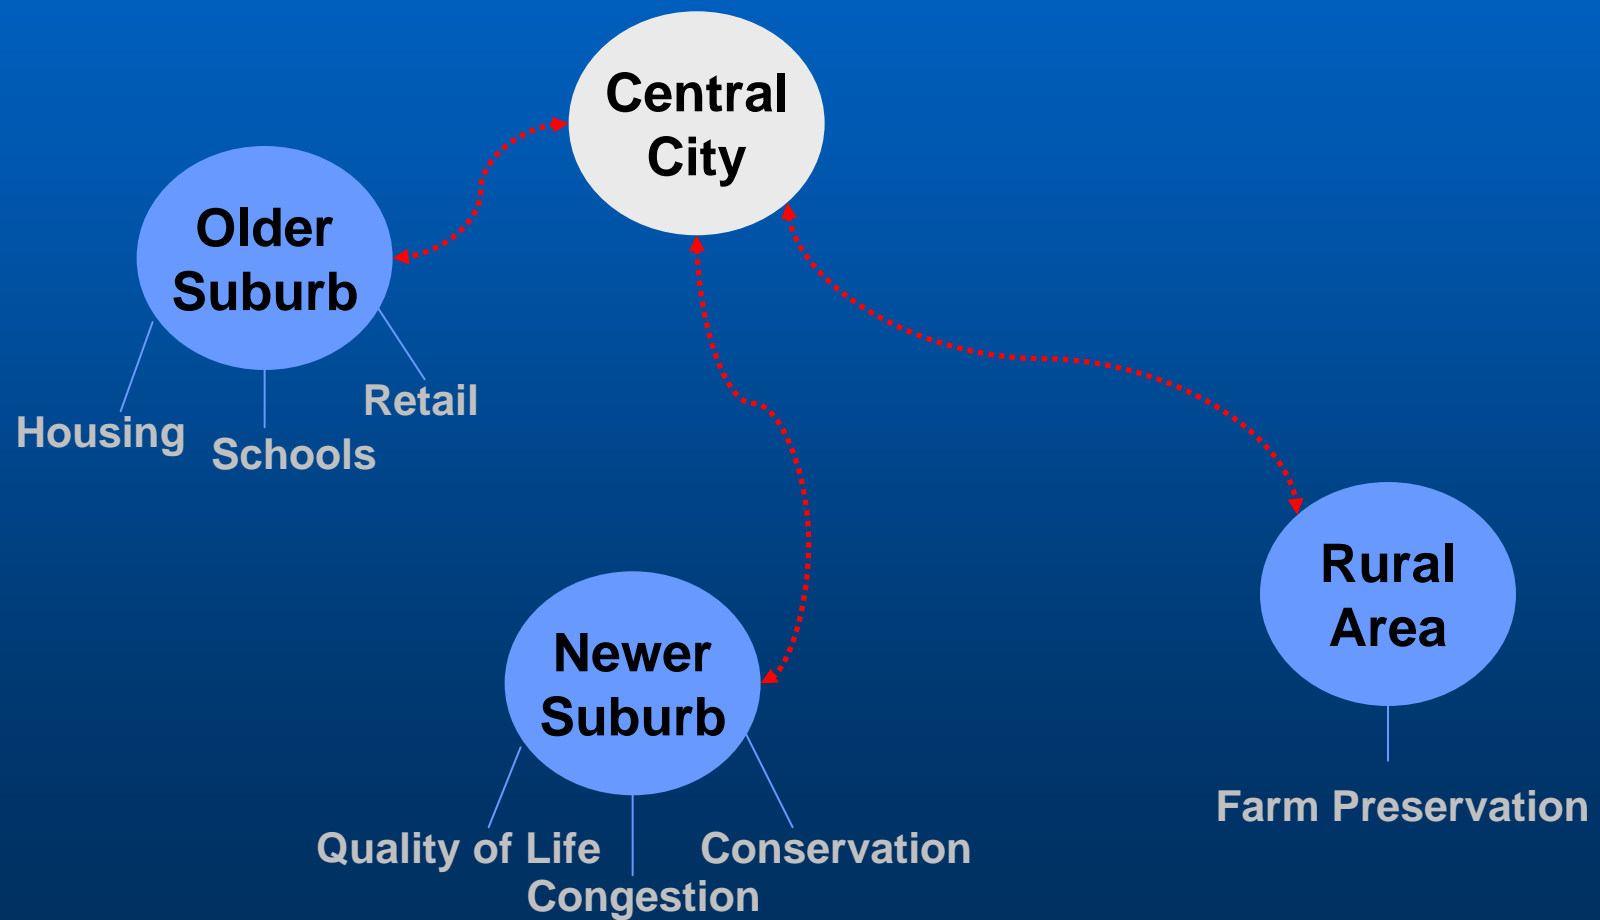 Central
City
Older
Suburb
Retail
Housing
Schools
Rural
Area
Newer
Suburb
Farm Preservation
Quality of Life
Conservation
Congestion